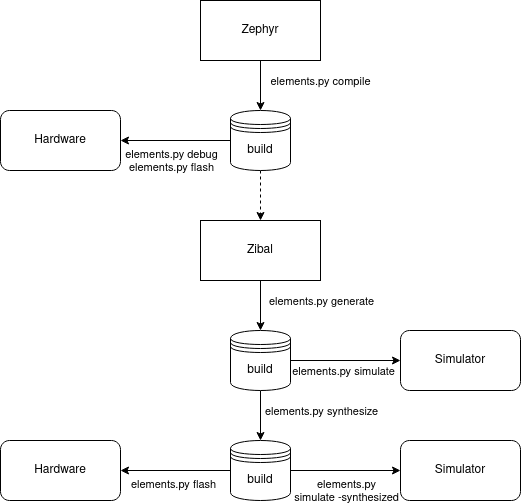 Zephyr
elements.py compile
Hardware
build
elements.py debug
elements.py flash
Zibal
elements.py generate
build
Simulator
elements.py simulate
elements.py synthesize
Hardware
build
Simulator
elements.py flash
elements.py
simulate -synthesized